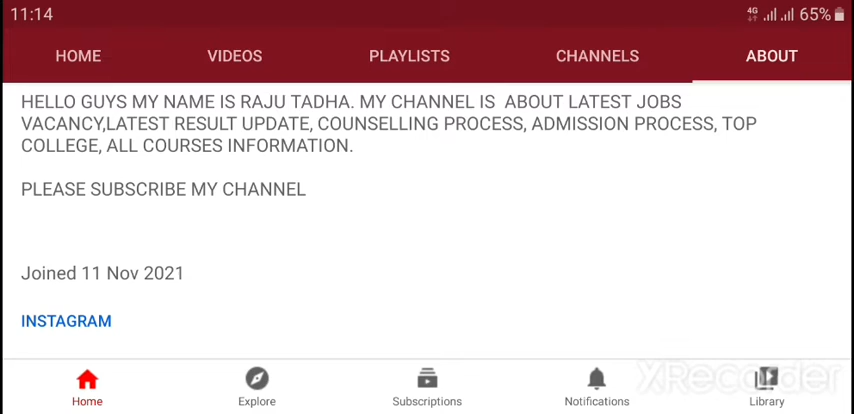 11:14
4G 65%
HOME VIDEOS PLAYLISTS CHANNELS ABOUT
HELLO GUYS MY NAME IS RAJU TADHA. MY CHANNEL IS  ABOUT LATEST JOBS
VACANCY,LATEST RESULT UPDATE, COUNSELLING PROCESS, ADMISSION PROCESS, TOP
COLLEGE, ALL COURSES INFORMATION.
PLEASE SUBSCRIBE MY CHANNEL
Joined 11 Nov 2021
INSTAGRAM
XRecorder
Home Explore Subscriptions Notifications Library